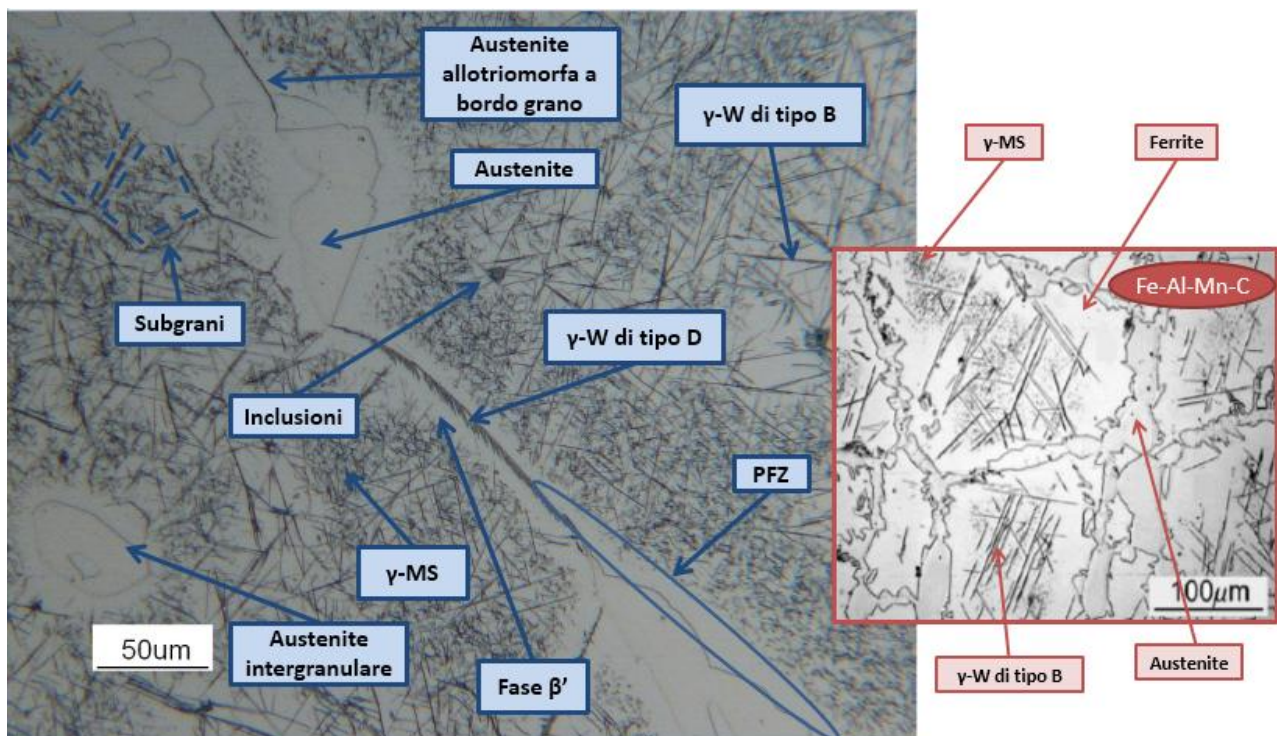 Austenite
allotriomorfa a
bordo grano
γ-W di tipo B
γ-MS
Ferrite
Austenite
Fe-Al-Mn-C
Subgrani
γ-W di tipo D
Inclusioni
PFZ
γ-MS
100μm
50um
Austenite
intergranulare
Fase β’
γ-W di tipo B
Austenite